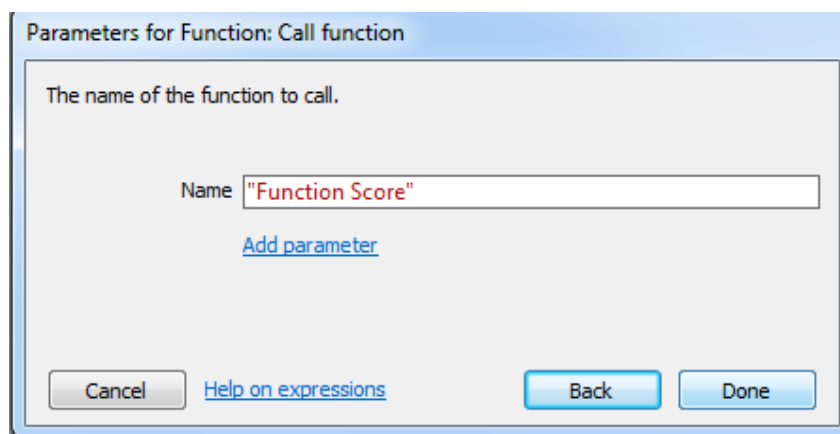 Parameters for Function: Call function
The name of the function to call.
Name "Function Score"
Add parameter
Cancel Help on expressions Back Done